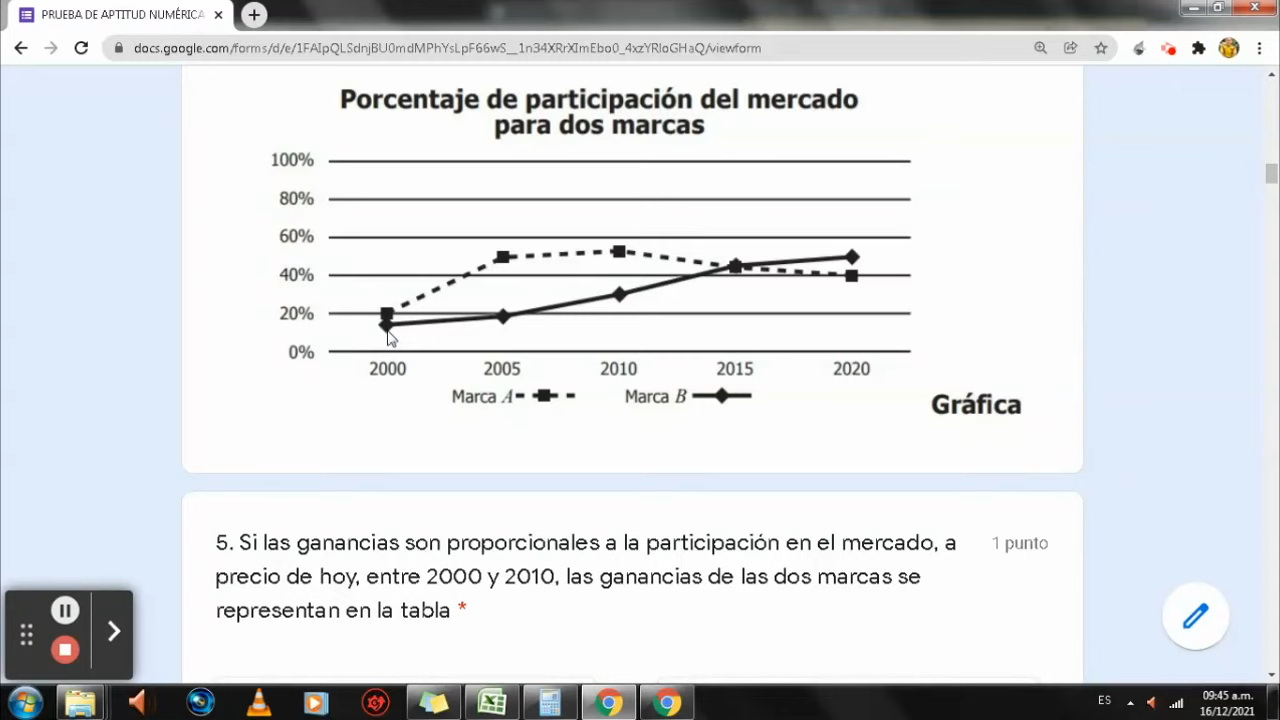 PRUEBA DE APTITUD NUMÉRICA
docs.google.com/forms/d/e/1FAIpQLSdnjBU0mdMPhYsLpF66wS__1n34XRrXImEbo0_4xzYRloGHaQ/viewform
Porcentaje de participación del mercado
para dos marcas
100%
80%
60%
40%
20%
0%
2000 2005 2010 2015 2020
Marca A Marca B
Gráfica
5. Si las ganancias son proporcionales a la participación en el mercado, a
precio de hoy, entre 2000 y 2010, las ganancias de las dos marcas se
representan en la tabla *
1 punto
ES
09:45 a.m.
16/12/2021